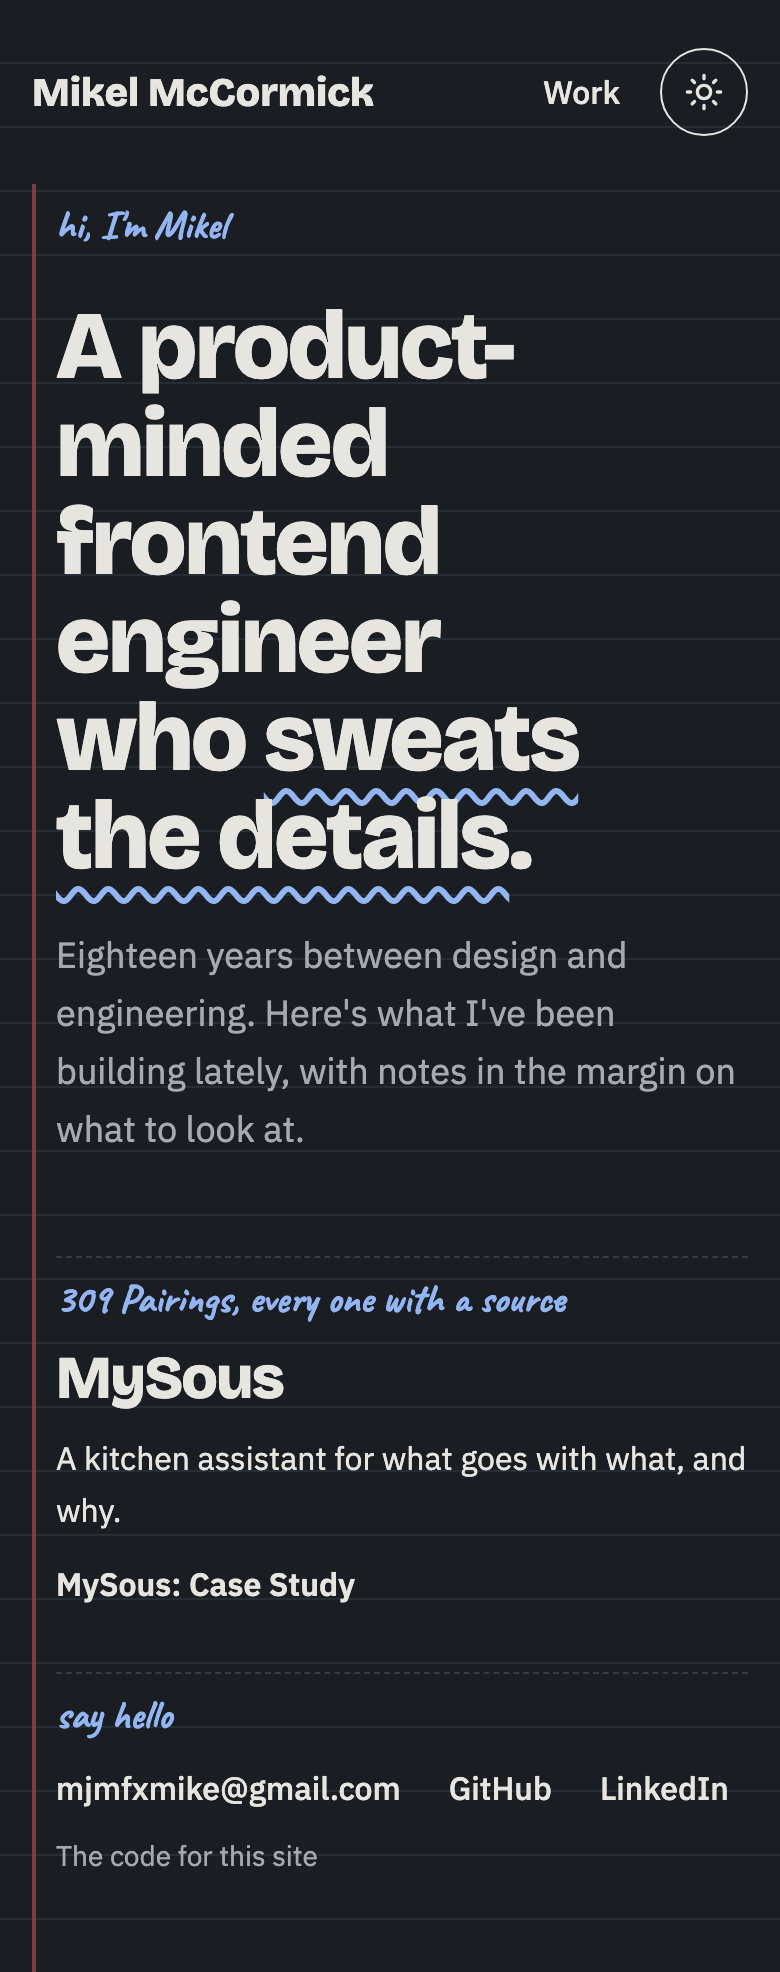 Mikel McCormick
Work
hi, I'm Mikel
A product-
minded
frontend
engineer
who sweats
the details.
Eighteen years between design and
engineering. Here's what I've been
building lately, with notes in the margin on
what to look at.
309 Pairings, every one with a source
MySous
A kitchen assistant for what goes with what, and
why.
MySous: Case Study
say hello
mjmfxmike@gmail.com GitHub LinkedIn
The code for this site